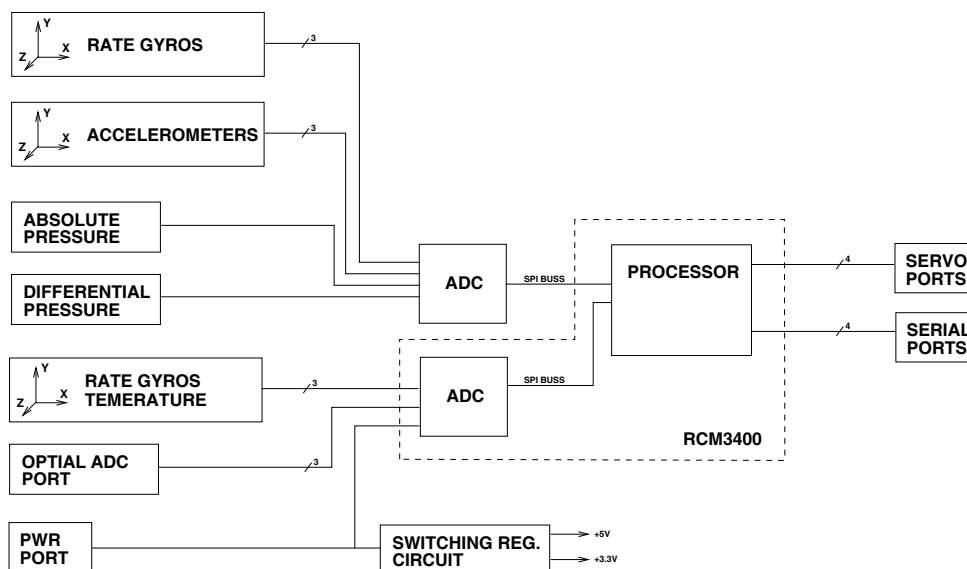 Y
X
Z
RATE GYROS
3
Y
X
Z
ACCELEROMETERS
3
ABSOLUTE
PRESSURE
DIFFERENTIAL
PRESSURE
ADC
SPI BUSS
PROCESSOR
4
SERVO
PORTS
4
SERIAL
PORTS
Y
X
Z
RATE GYROS
TEMERATURE
3
ADC
SPI BUSS
RCM3400
OPTIAL ADC
PORT
3
PWR
PORT
SWITCHING REG.
CIRCUIT
+5V
+3.3V